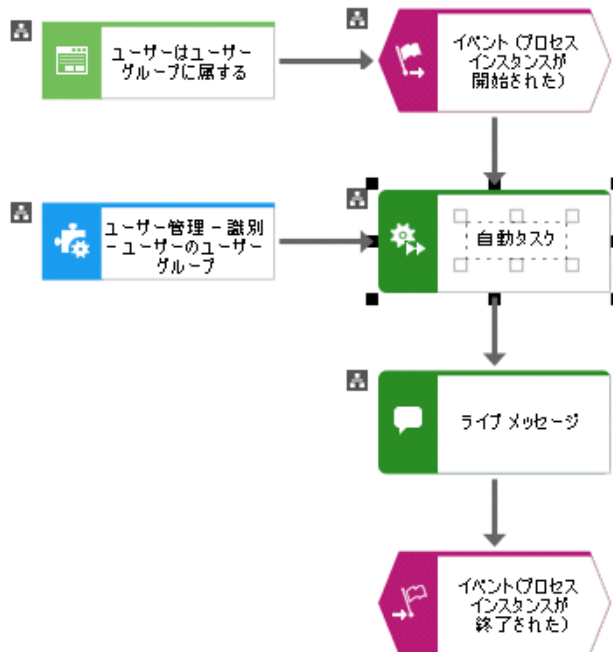 ユーザーはユーザー
グループに属する
イベント (プロセス
インスタンスが
開始された)
ユーザー管理 – 識別
– ユーザーのユーザー
グループ
自動タスク
ライブ メッセージ
イベント(プロセス
インスタンスが
終了された)